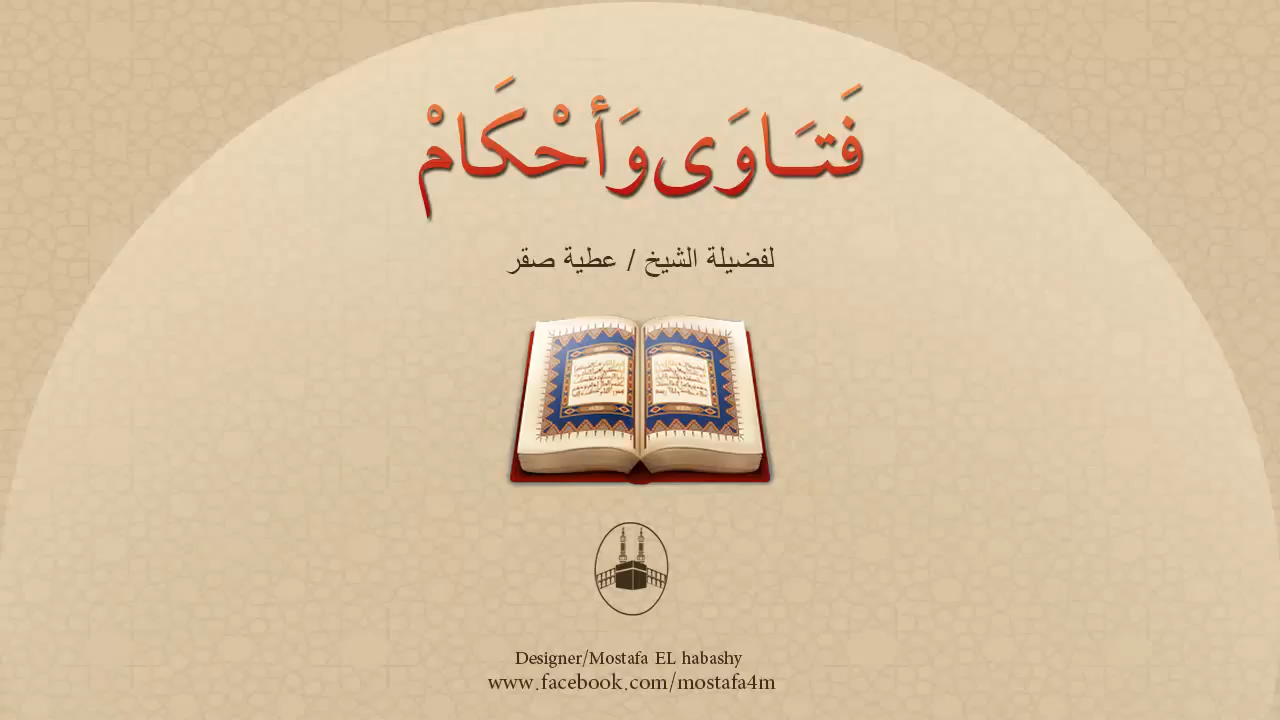 فَتَاوَى وَأَحْكَامْ
لفضيلة الشيخ / عطية صقر
Designer/Mostafa EL habashy
www.facebook.com/mostafa4m